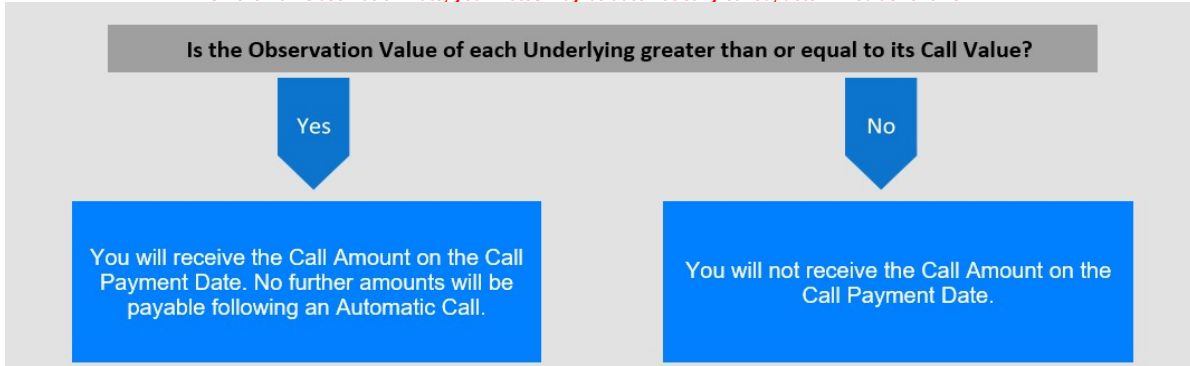 Is the Observation Value of each Underlying greater than or equal to its Call Value?
Yes
No
You will receive the Call Amount on the Call
Payment Date. No further amounts will be
payable following an Automatic Call.
You will not receive the Call Amount on the
Call Payment Date.